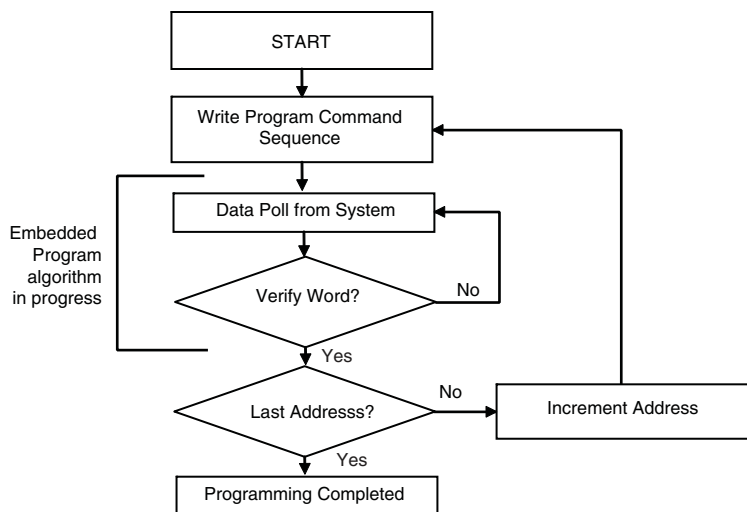 START
Write Program Command
Sequence
Data Poll from System
Embedded
Program
algorithm
in progress
Verify Word?
No
Yes
Last Addresss?
No
Increment Address
Yes
Programming Completed